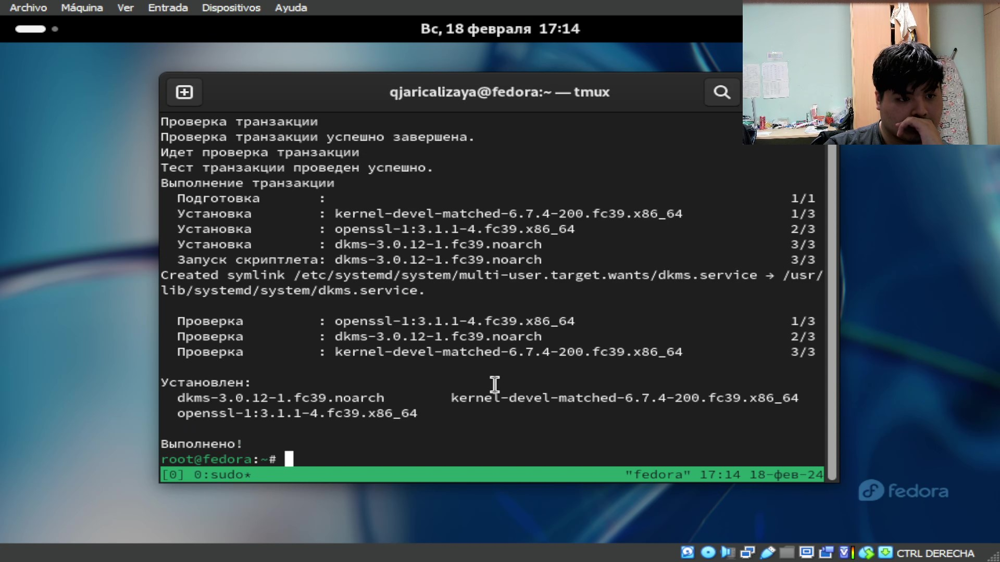 Archivo Máquina Ver Entrada Dispositivos Ayuda
Вс, 18 февраля 17:14
qjaricalizaya@fedora:~ — tmux
Проверка транзакции
Проверка транзакции успешно завершена.
Идет проверка транзакции
Тест транзакции проведен успешно.
Выполнение транзакции
Подготовка : 1/1
Установка : kernel-devel-matched-6.7.4-200.fc39.x86_64 1/3
Установка : openssl-1:3.1.1-4.fc39.x86_64 2/3
Установка : dkms-3.0.12-1.fc39.noarch 3/3
Запуск скриптлета: dkms-3.0.12-1.fc39.noarch 3/3
Created symlink /etc/systemd/system/multi-user.target.wants/dkms.service → /usr/
lib/systemd/system/dkms.service.
Проверка : openssl-1:3.1.1-4.fc39.x86_64 1/3
Проверка : dkms-3.0.12-1.fc39.noarch 2/3
Проверка : kernel-devel-matched-6.7.4-200.fc39.x86_64 3/3
Установлен:
dkms-3.0.12-1.fc39.noarch kernel-devel-matched-6.7.4-200.fc39.x86_64
openssl-1:3.1.1-4.fc39.x86_64
Выполнено!
root@fedora:~#
[0] 0:sudo* "fedora" 17:14 18-фев-24
fedora
CTRL DERECHA